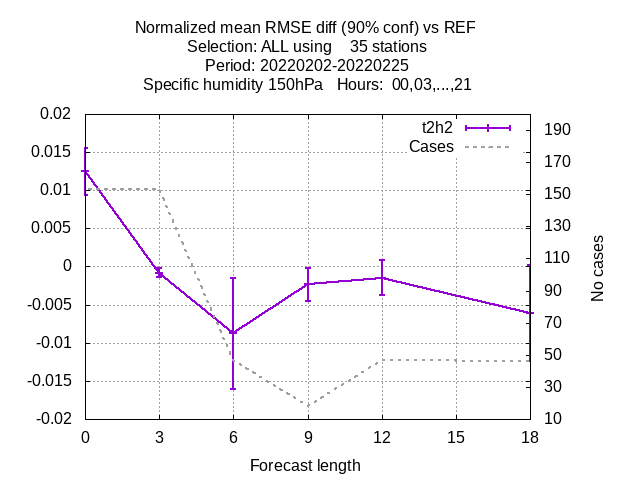 Normalized mean RMSE diff (90% conf) vs REF
Selection: ALL using    35 stations
Period: 20220202-20220225
Specific humidity 150hPa   Hours:  00,03,...,21
t2h2
Cases
0.02
0.015
0.01
0.005
0
-0.005
-0.01
-0.015
-0.02
190
170
150
130
110
90
70
50
30
10
No cases
0 3 6 9 12 15 18
Forecast length